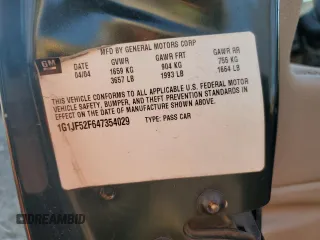 GM
MFD BY GENERAL MOTORS CORP
DATE GVWR GAWR FRT GAWR RR
04/04 1659 KG 904 KG 755 KG
3657 LB 1993 LB 1664 LB
THIS VEHICLE CONFORMS TO ALL APPLICABLE U.S. FEDERAL MOTOR
VEHICLE SAFETY, BUMPER, AND THEFT PREVENTION STANDARDS IN
EFFECT ON THE DATE OF MANUFACTURE SHOWN ABOVE.
1G1JF52F647354029 TYPE: PASS CAR
DREAMBID